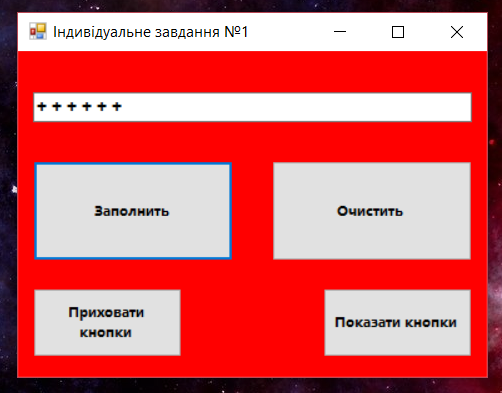 Індивідуальне завдання №1
+ + + + + +
Заполнить
Очистить
Приховати
кнопки
Показати кнопки